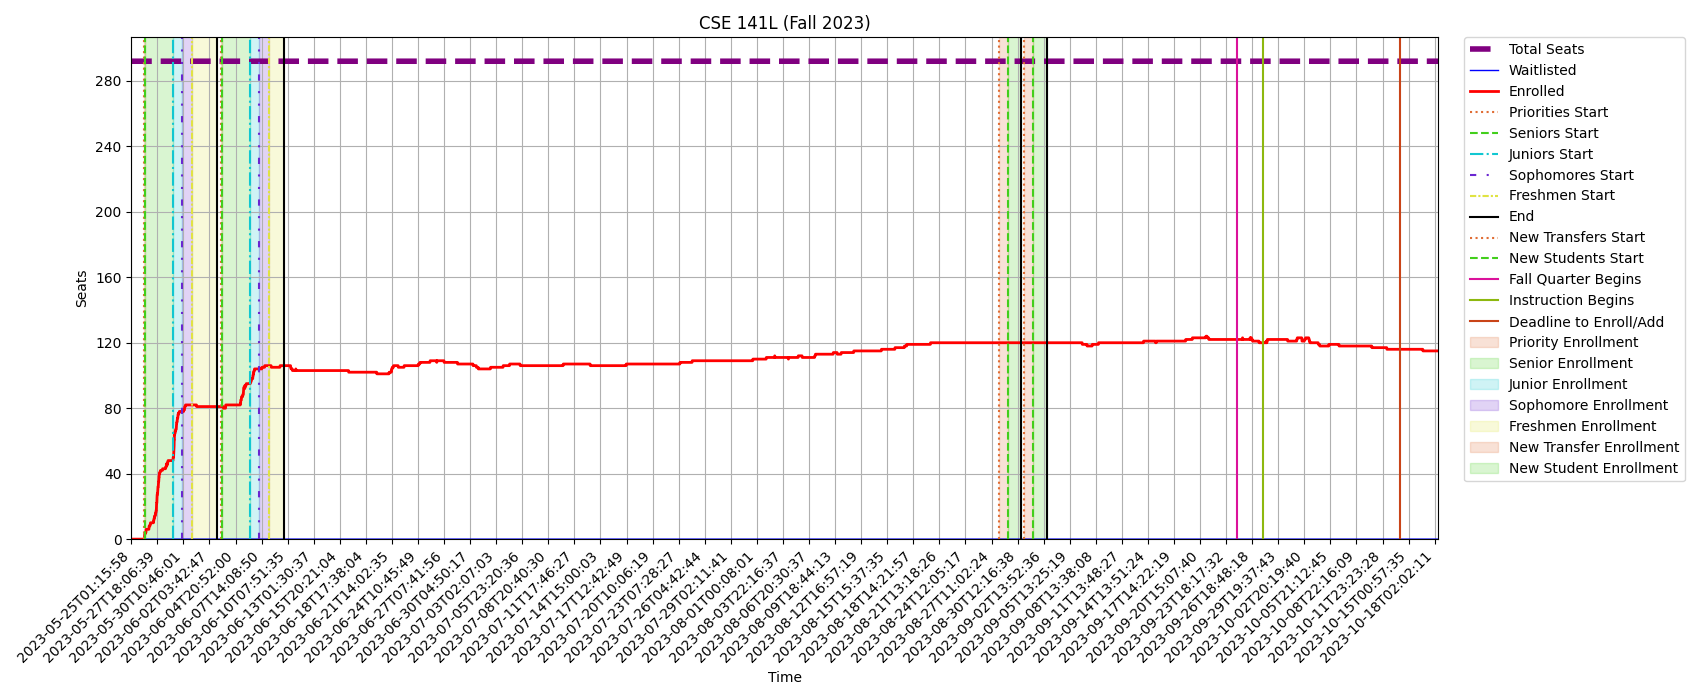 CSE 141L (Fall 2023)
Seats
280
240
200
160
120
80
40
0
2023-05-25T01:15:58
2023-05-27T18:06:39
2023-05-30T10:46:01
2023-06-02T03:42:47
2023-06-04T20:52:00
2023-06-07T14:08:50
2023-06-10T07:51:35
2023-06-13T01:30:37
2023-06-15T20:21:04
2023-06-18T17:38:04
2023-06-21T14:02:35
2023-06-24T10:45:49
2023-06-27T07:41:56
2023-06-30T04:50:17
2023-07-03T02:07:03
2023-07-05T23:20:36
2023-07-08T20:40:30
2023-07-11T17:46:27
2023-07-14T15:00:03
2023-07-17T12:42:49
2023-07-20T10:06:19
2023-07-23T07:28:27
2023-07-26T04:42:44
2023-07-29T02:11:41
2023-08-01T00:08:01
2023-08-03T22:16:37
2023-08-06T20:30:37
2023-08-09T18:44:13
2023-08-12T16:57:19
2023-08-15T15:37:35
2023-08-18T14:21:57
2023-08-21T13:18:26
2023-08-24T12:05:17
2023-08-27T11:02:24
2023-08-30T12:16:38
2023-09-02T13:52:36
2023-09-05T13:25:19
2023-09-08T13:38:08
2023-09-11T13:48:27
2023-09-14T13:51:24
2023-09-17T14:22:19
2023-09-20T15:07:40
2023-09-23T18:17:32
2023-09-26T18:48:18
2023-09-29T19:37:43
2023-10-02T20:19:40
2023-10-05T21:12:45
2023-10-08T22:16:09
2023-10-11T23:23:28
2023-10-15T00:57:35
2023-10-18T02:02:11
Time
Total Seats
Waitlisted
Enrolled
Priorities Start
Seniors Start
Juniors Start
Sophomores Start
Freshmen Start
End
New Transfers Start
New Students Start
Fall Quarter Begins
Instruction Begins
Deadline to Enroll/Add
Priority Enrollment
Senior Enrollment
Junior Enrollment
Sophomore Enrollment
Freshmen Enrollment
New Transfer Enrollment
New Student Enrollment